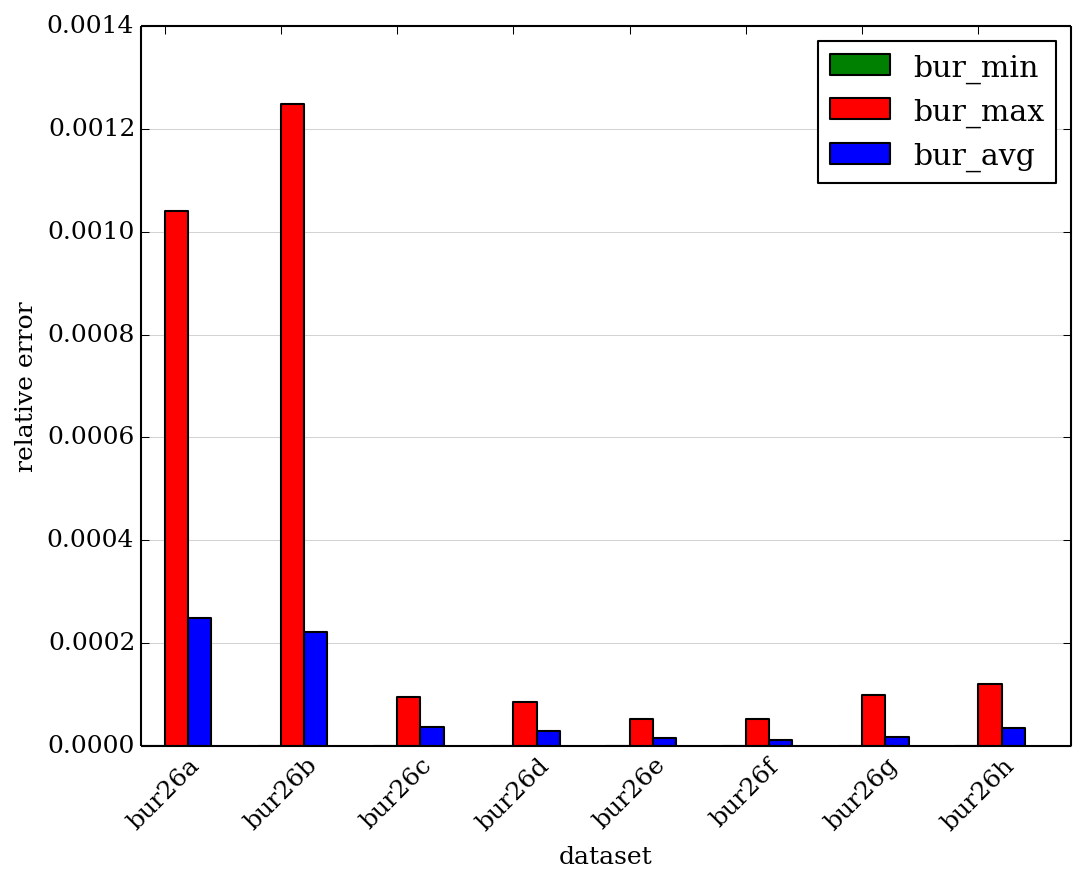 0.0014
0.0012
0.0010
0.0008
0.0006
0.0004
0.0002
0.0000
relative error
bur_min
bur_max
bur_avg
bur26a bur26b bur26c bur26d bur26e bur26f bur26g bur26h
dataset